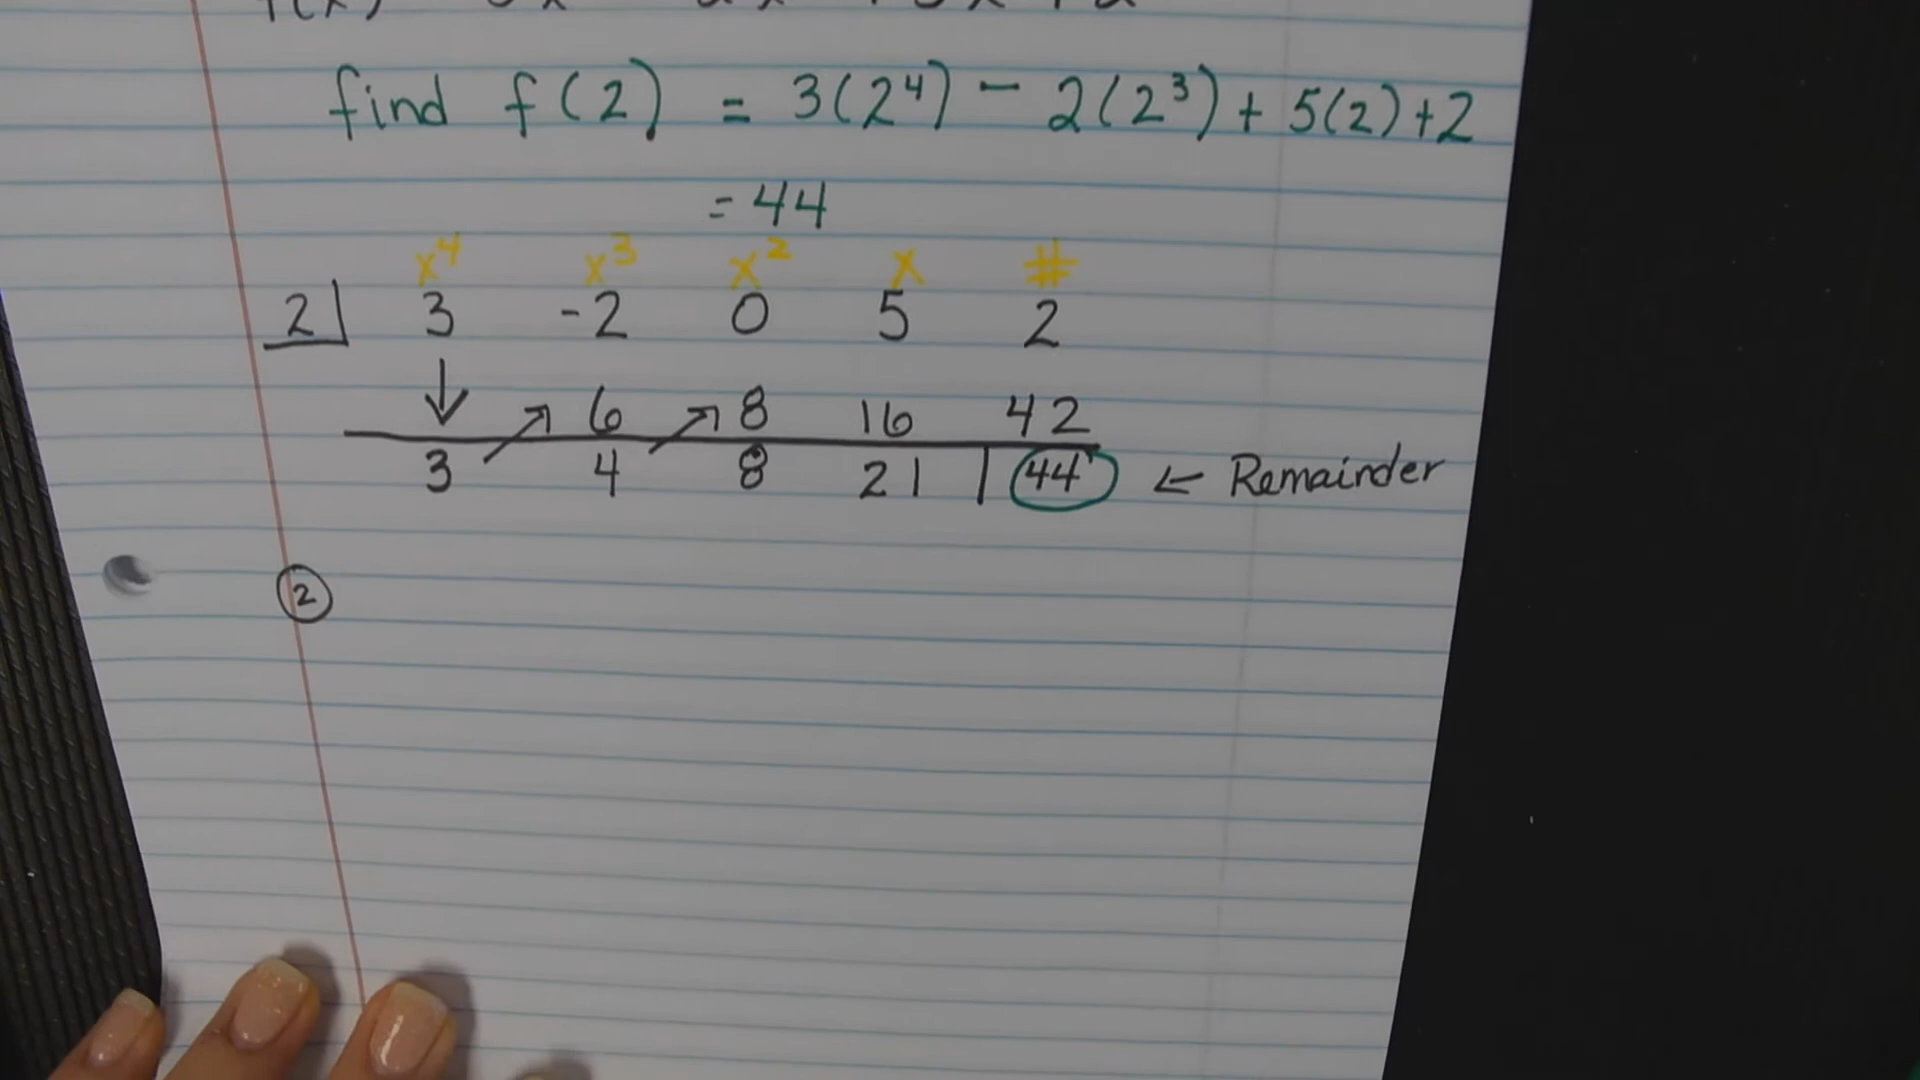 find f(2) = 3(2⁴) - 2(2³) + 5(2) + 2
= 44
x⁴ x³ x² x #
2| 3 -2 0 5 2
↓ ↗ 6 ↗ 8 16 42
3 4 8 21 | 44 ← Remainder
②